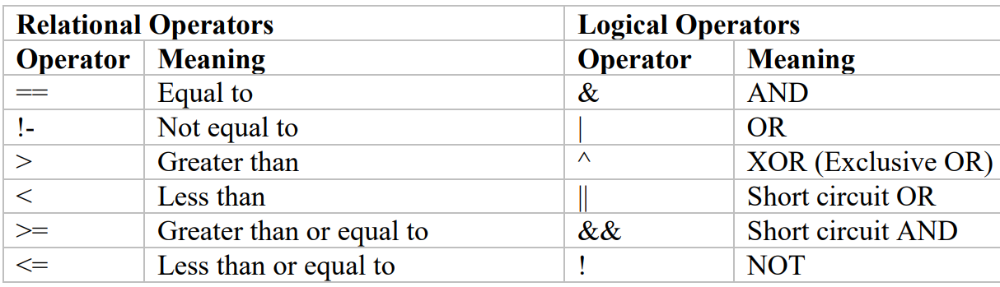 Relational Operators Logical Operators
Operator Meaning Operator Meaning
== Equal to & AND
!- Not equal to | OR
> Greater than ^ XOR (Exclusive OR)
< Less than || Short circuit OR
>= Greater than or equal to && Short circuit AND
<= Less than or equal to ! NOT